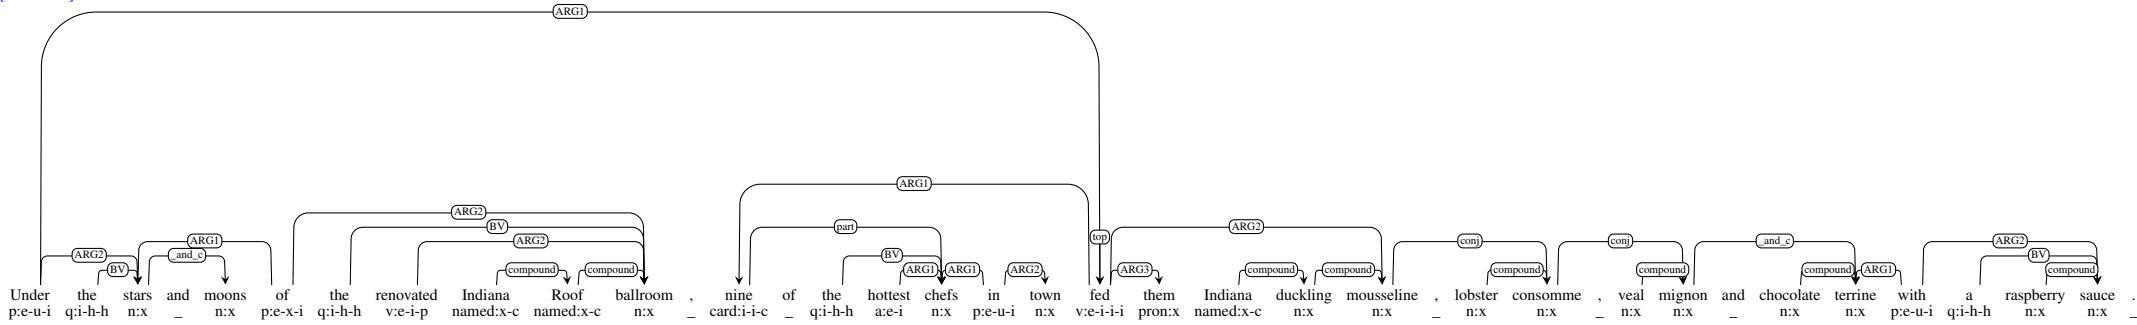 ARG1
ARG1
ARG2
part
ARG2
BV
top
conj
conj
_and_c
ARG2
ARG1
ARG2
BV
ARG2
_and_c
BV
BV
compound
compound
ARG1
ARG1
ARG2
ARG3
compound
compound
compound
compound
compound
ARG1
compound
Under the stars and moons of the renovated Indiana Roof ballroom , nine of the hottest chefs in town fed them Indiana duckling mousseline , lobster consomme , veal mignon and chocolate terrine with a raspberry sauce .
p:e-u-i q:i-h-h n:x _ n:x p:e-x-i q:i-h-h v:e-i-p named:x-c named:x-c n:x _ card:i-i-c _ q:i-h-h a:e-i n:x p:e-u-i n:x v:e-i-i-i pron:x named:x-c n:x n:x _ n:x n:x _ n:x n:x _ n:x n:x p:e-u-i q:i-h-h n:x n:x _